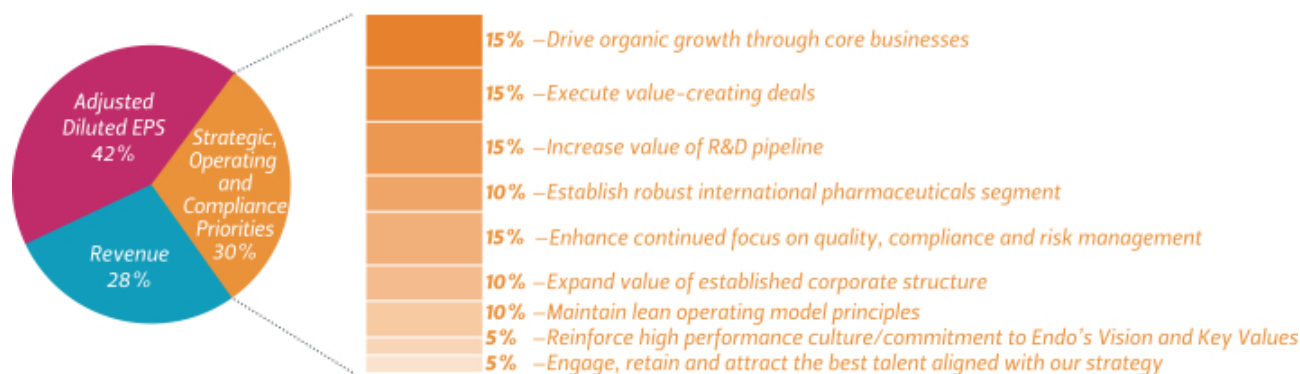 Adjusted
Diluted EPS
42%
Strategic,
Operating
and
Compliance
Priorities
30%
Revenue
28%
15% –Drive organic growth through core businesses
15% –Execute value-creating deals
15% –Increase value of R&D pipeline
10% –Establish robust international pharmaceuticals segment
15% –Enhance continued focus on quality, compliance and risk management
10% –Expand value of established corporate structure
10% –Maintain lean operating model principles
5% –Reinforce high performance culture/commitment to Endo's Vision and Key Values
5% –Engage, retain and attract the best talent aligned with our strategy